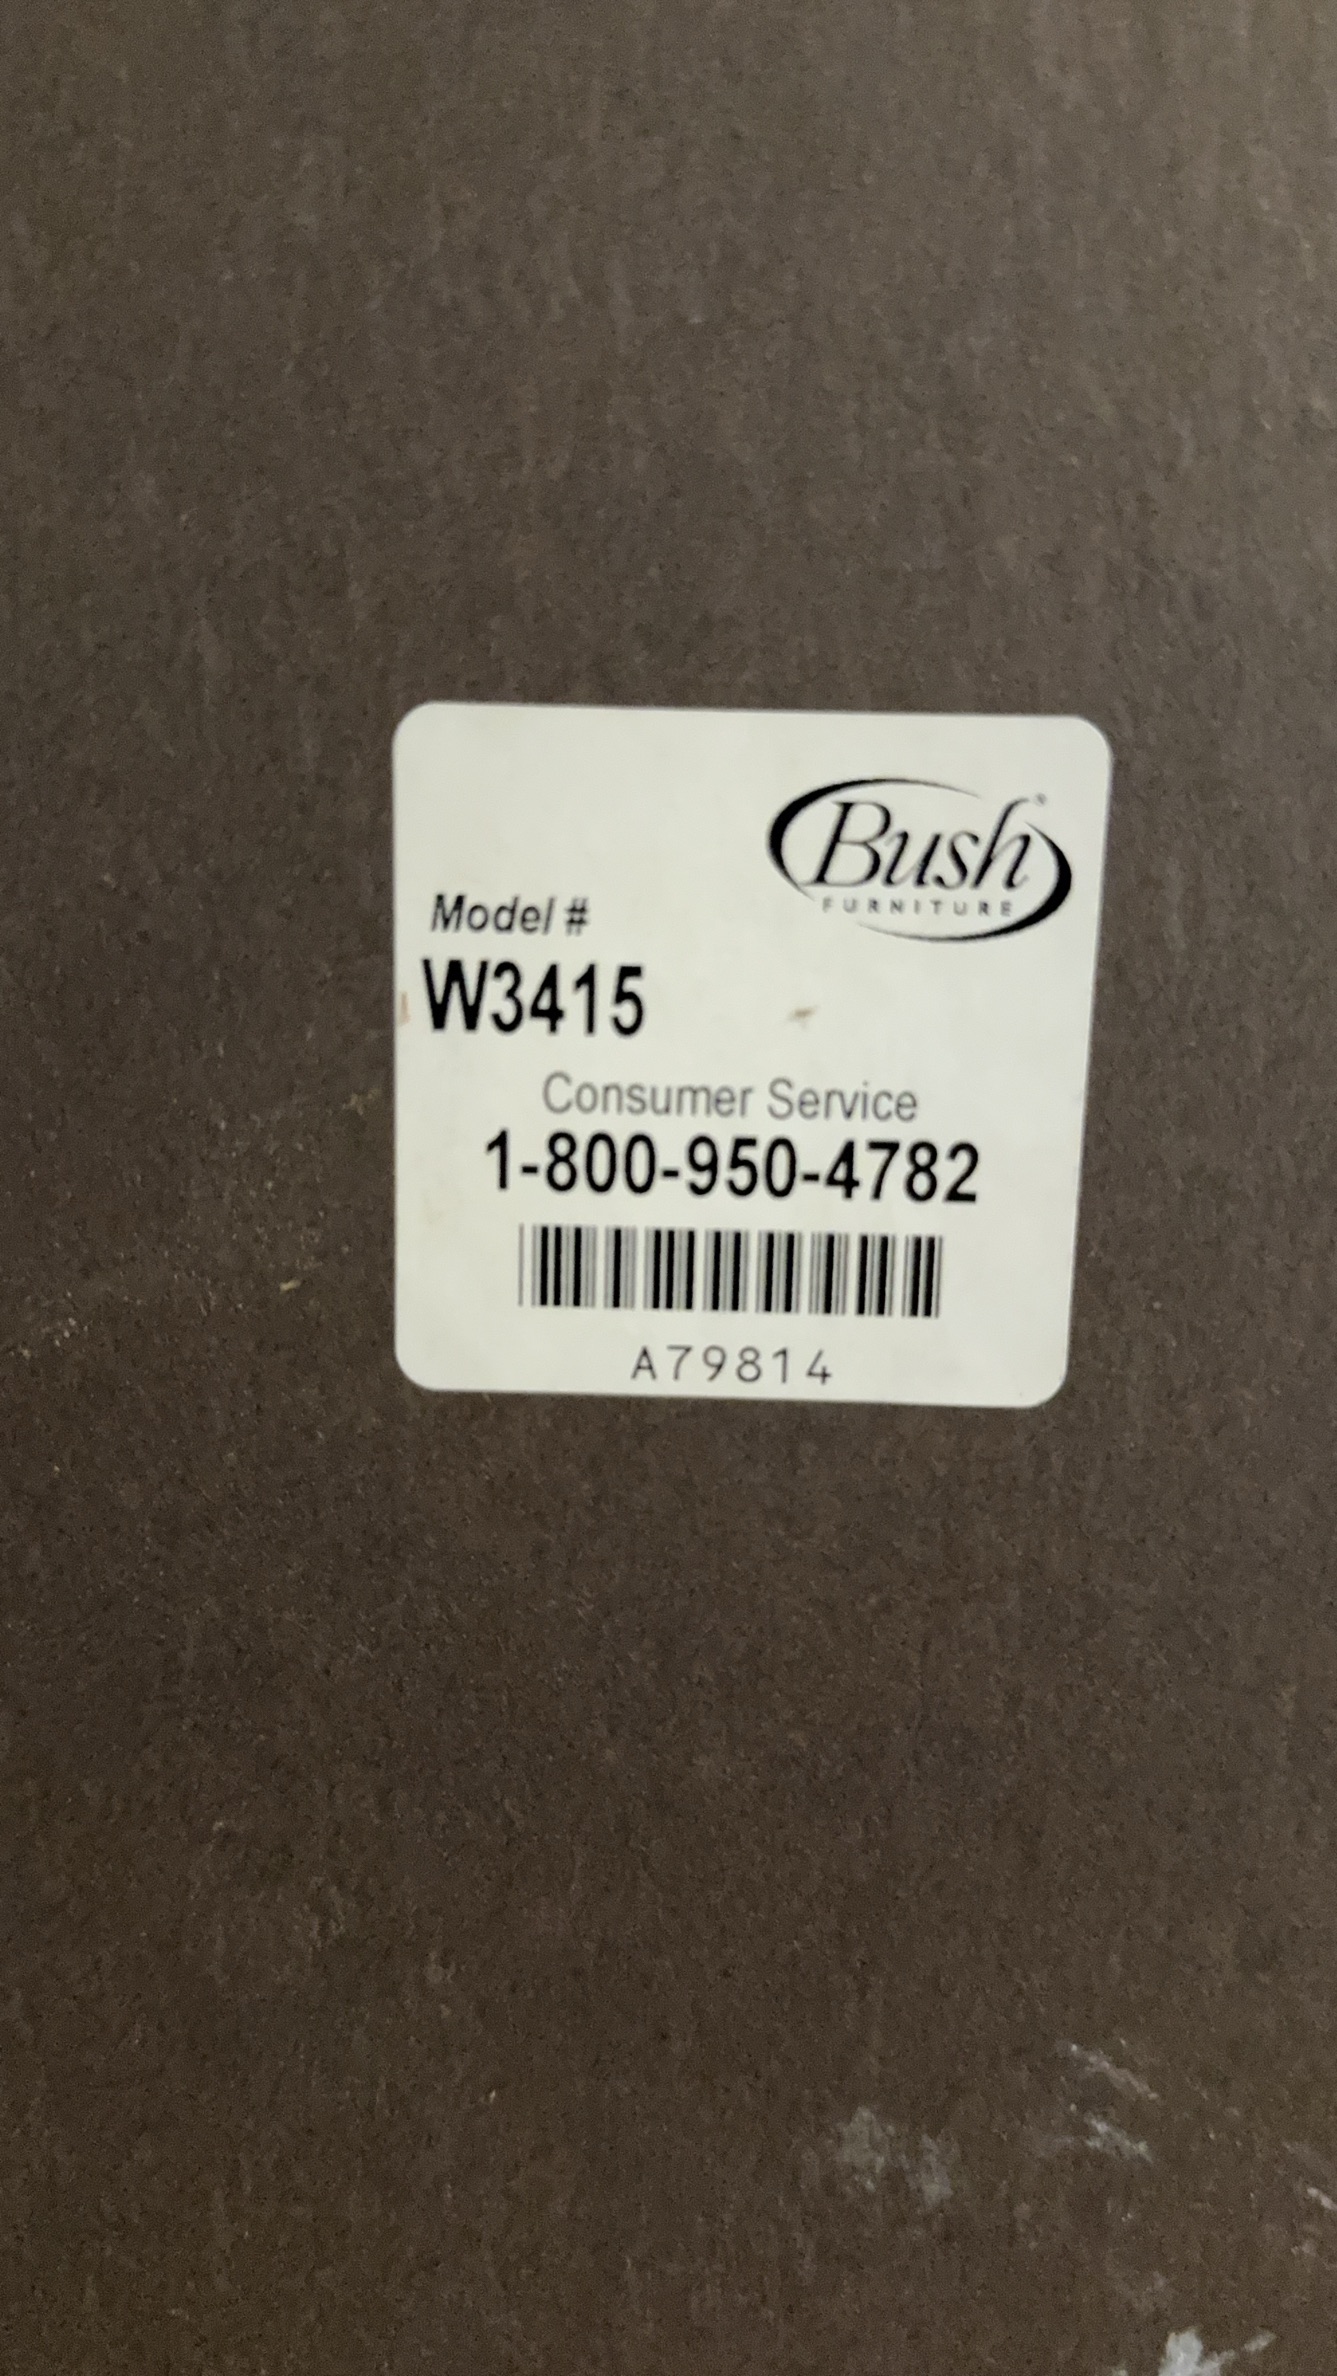 Bush®
FURNITURE
Model #
W3415
Consumer Service
1-800-950-4782
A79814